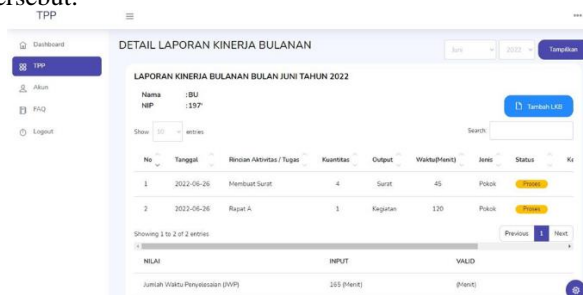 ersebut.
TPP
Dashboard
TPP
Akun
FAQ
Logout
DETAIL LAPORAN KINERJA BULANAN
Juni 2022 Tampilkan
LAPORAN KINERJA BULANAN BULAN JUNI TAHUN 2022
Nama :BU
NIP :197'
Tambah LKB
Show 10 entries Search:
No Tanggal Rincian Aktivitas / Tugas Kuantitas Output Waktu(Menit) Jenis Status Ke
1 2022-06-26 Membuat Surat 4 Surat 45 Pokok Proses
2 2022-06-26 Rapat A 1 Kegiatan 120 Pokok Proses
Showing 1 to 2 of 2 entries Previous 1 Next
NILAI INPUT VALID
Jumlah Waktu Penyelesaian (JWP) 165 (Menit) (Menit)